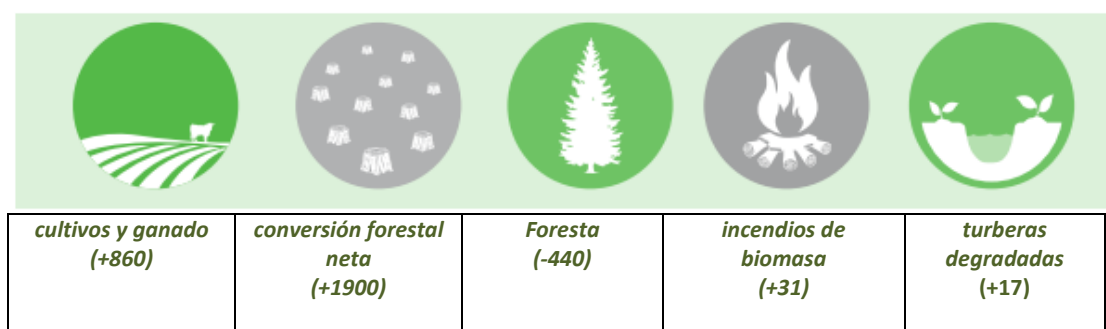 cultivos y ganado
(+860)
conversión forestal
neta
(+1900)
Foresta
(-440)
incendios de
biomasa
(+31)
turberas
degradadas
(+17)